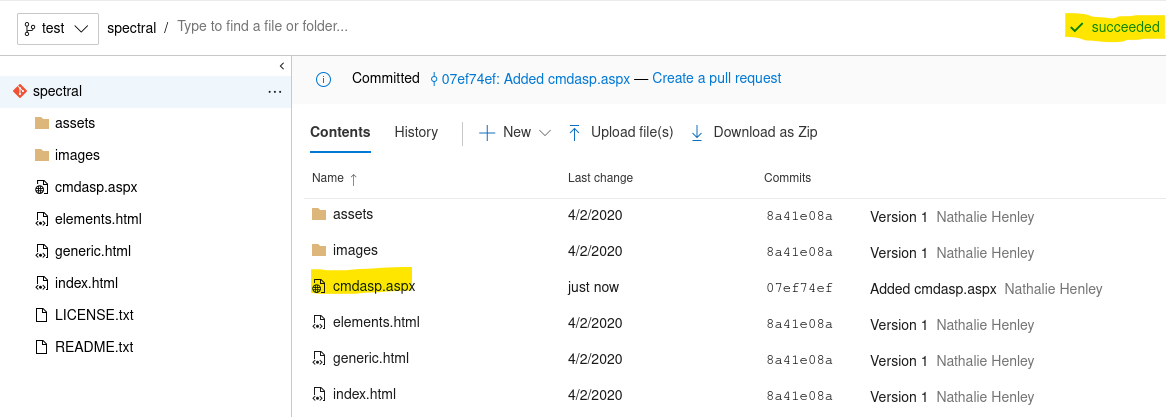 test spectral / Type to find a file or folder... succeeded
spectral ...
assets
images
cmdasp.aspx
elements.html
generic.html
index.html
LICENSE.txt
README.txt
Committed 07ef74ef: Added cmdasp.aspx — Create a pull request
Contents History New Upload file(s) Download as Zip
Name ↑ Last change Commits
assets 4/2/2020 8a41e08a Version 1 Nathalie Henley
images 4/2/2020 8a41e08a Version 1 Nathalie Henley
cmdasp.aspx just now 07ef74ef Added cmdasp.aspx Nathalie Henley
elements.html 4/2/2020 8a41e08a Version 1 Nathalie Henley
generic.html 4/2/2020 8a41e08a Version 1 Nathalie Henley
index.html 4/2/2020 8a41e08a Version 1 Nathalie Henley